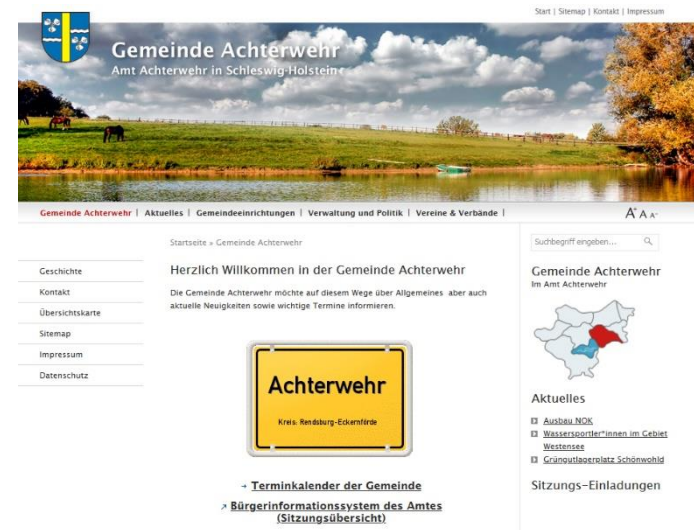 Start | Sitemap | Kontakt | Impressum
Gemeinde Achterwehr
Amt Achterwehr in Schleswig-Holstein
Gemeinde Achterwehr | Aktuelles | Gemeindeeinrichtungen | Verwaltung und Politik | Vereine & Verbände |
A+ A A-
Startseite » Gemeinde Achterwehr
Suchbegriff eingeben...
Geschichte
Kontakt
Übersichtskarte
Sitemap
Impressum
Datenschutz
Herzlich Willkommen in der Gemeinde Achterwehr
Die Gemeinde Achterwehr möchte auf diesem Wege über Allgemeines aber auch
aktuelle Neuigkeiten sowie wichtige Termine informieren.
Achterwehr
Kreis: Rendsburg-Eckernförde
→ Terminkalender der Gemeinde
↗ Bürgerinformationssystem des Amtes
(Sitzungsübersicht)
Gemeinde Achterwehr
Im Amt Achterwehr
Aktuelles
Ausbau NOK
Wassersportler*innen im Gebiet
Westensee
Grüngutlagerplatz Schönwohld
Sitzungs-Einladungen